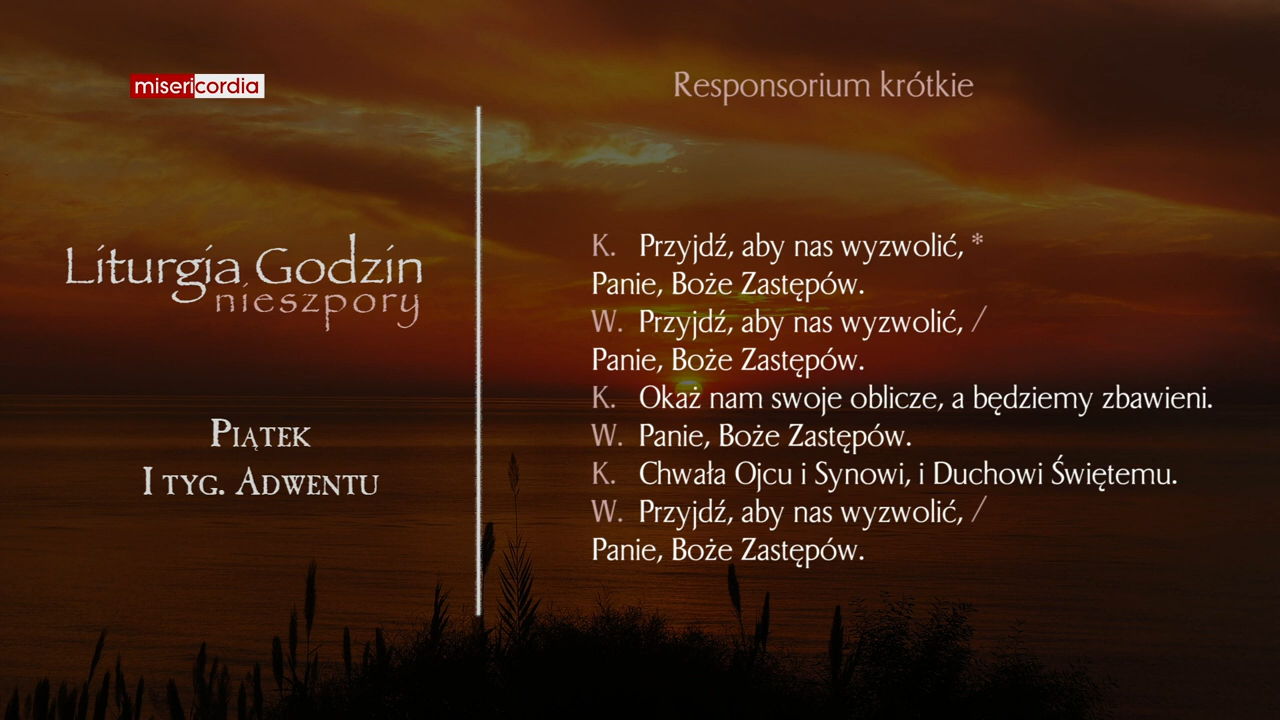 misericordia
Liturgia Godzin
nieszpory
Piątek
I tyg. Adwentu
Responsorium krótkie
K. Przyjdź, aby nas wyzwolić, *
Panie, Boże Zastępów.
W. Przyjdź, aby nas wyzwolić, /
Panie, Boże Zastępów.
K. Okaż nam swoje oblicze, a będziemy zbawieni.
W. Panie, Boże Zastępów.
K. Chwała Ojcu i Synowi, i Duchowi Świętemu.
W. Przyjdź, aby nas wyzwolić, /
Panie, Boże Zastępów.